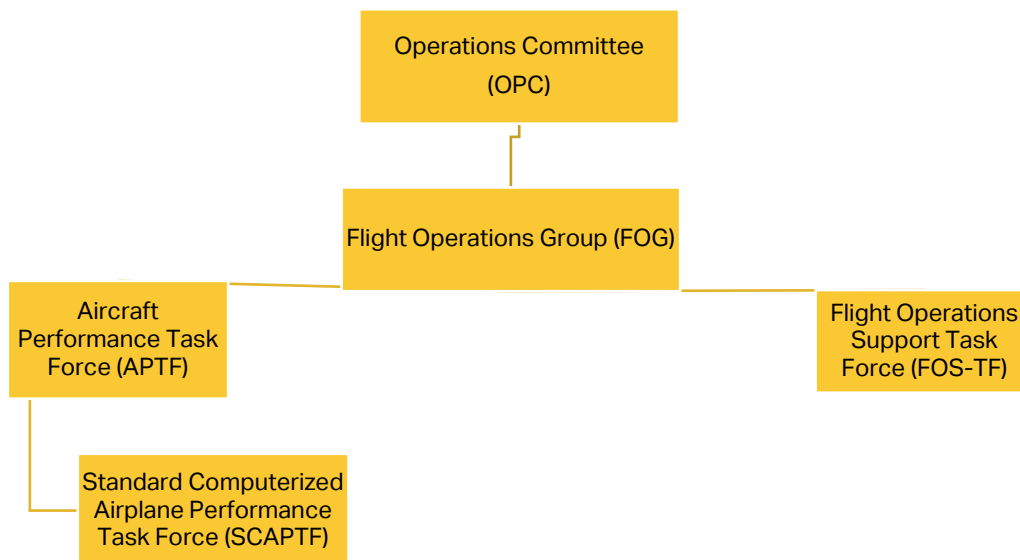 Operations Committee
(OPC)
Flight Operations Group (FOG)
Aircraft
Performance Task
Force (APTF)
Flight Operations
Support Task
Force (FOS-TF)
Standard Computerized
Airplane Performance
Task Force (SCAPTF)